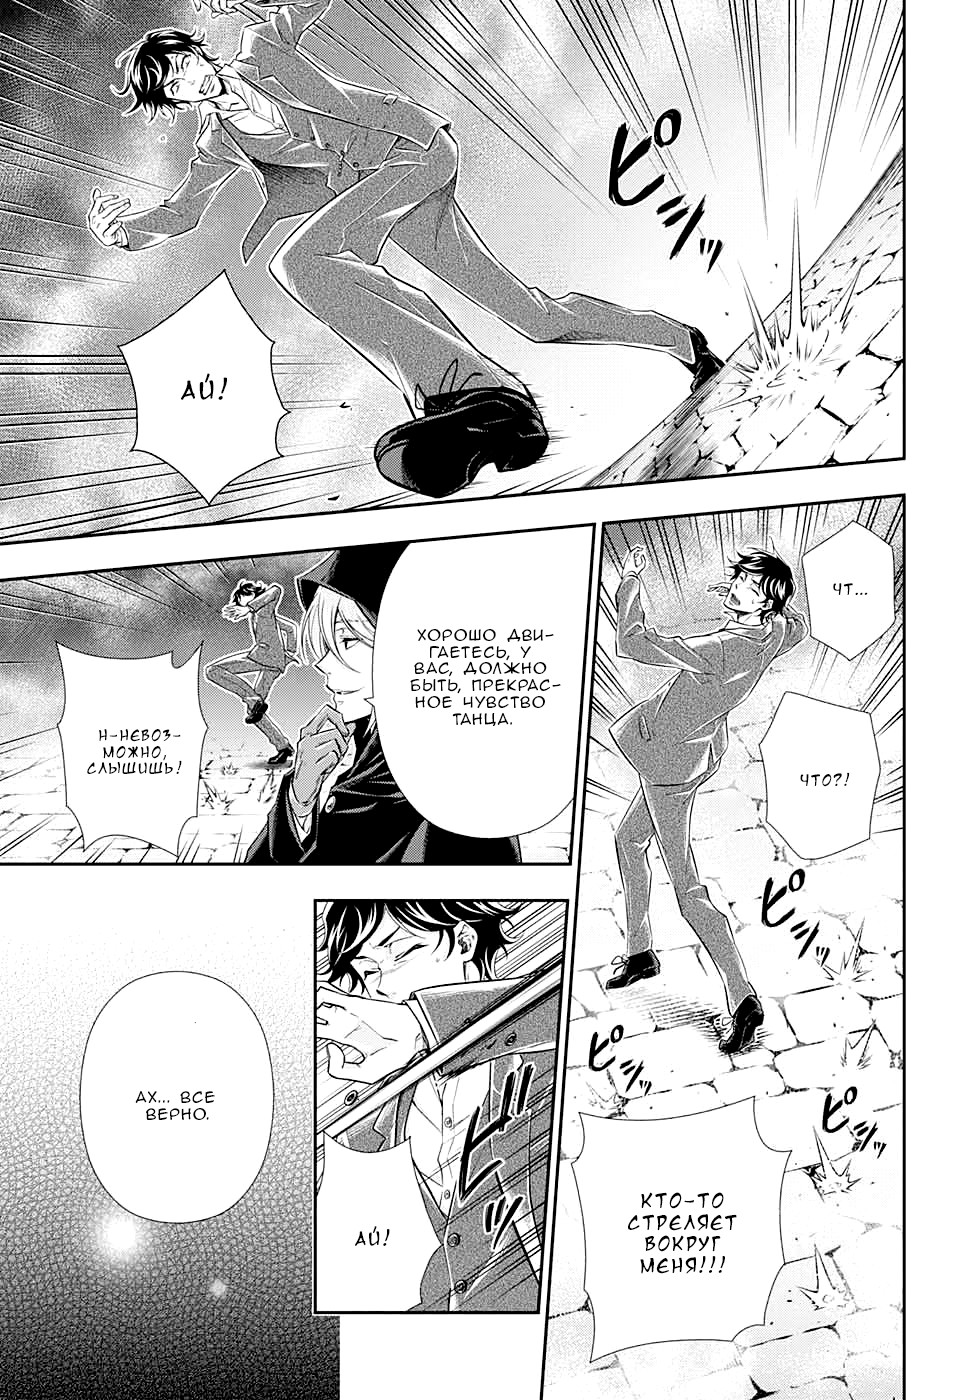 ピ
シッ
АЙ!
ЧТ...
ЧТО?!
ピシッ
ピシッ
ピシッ
КТО-ТО
СТРЕЛЯЕТ
ВОКРУГ
МЕНЯ!!!
ХОРОШО ДВИ-
ГАЕТЕСЬ, У
ВАС, ДОЛЖНО
БЫТЬ, ПРЕКРАС-
НОЕ ЧУВСТВО
ТАНЦА.
Н-НЕВОЗ-
МОЖНО,
СЛЫШИШЬ!
ビシッ
АЙ!
АХ... ВСЕ
ВЕРНО.